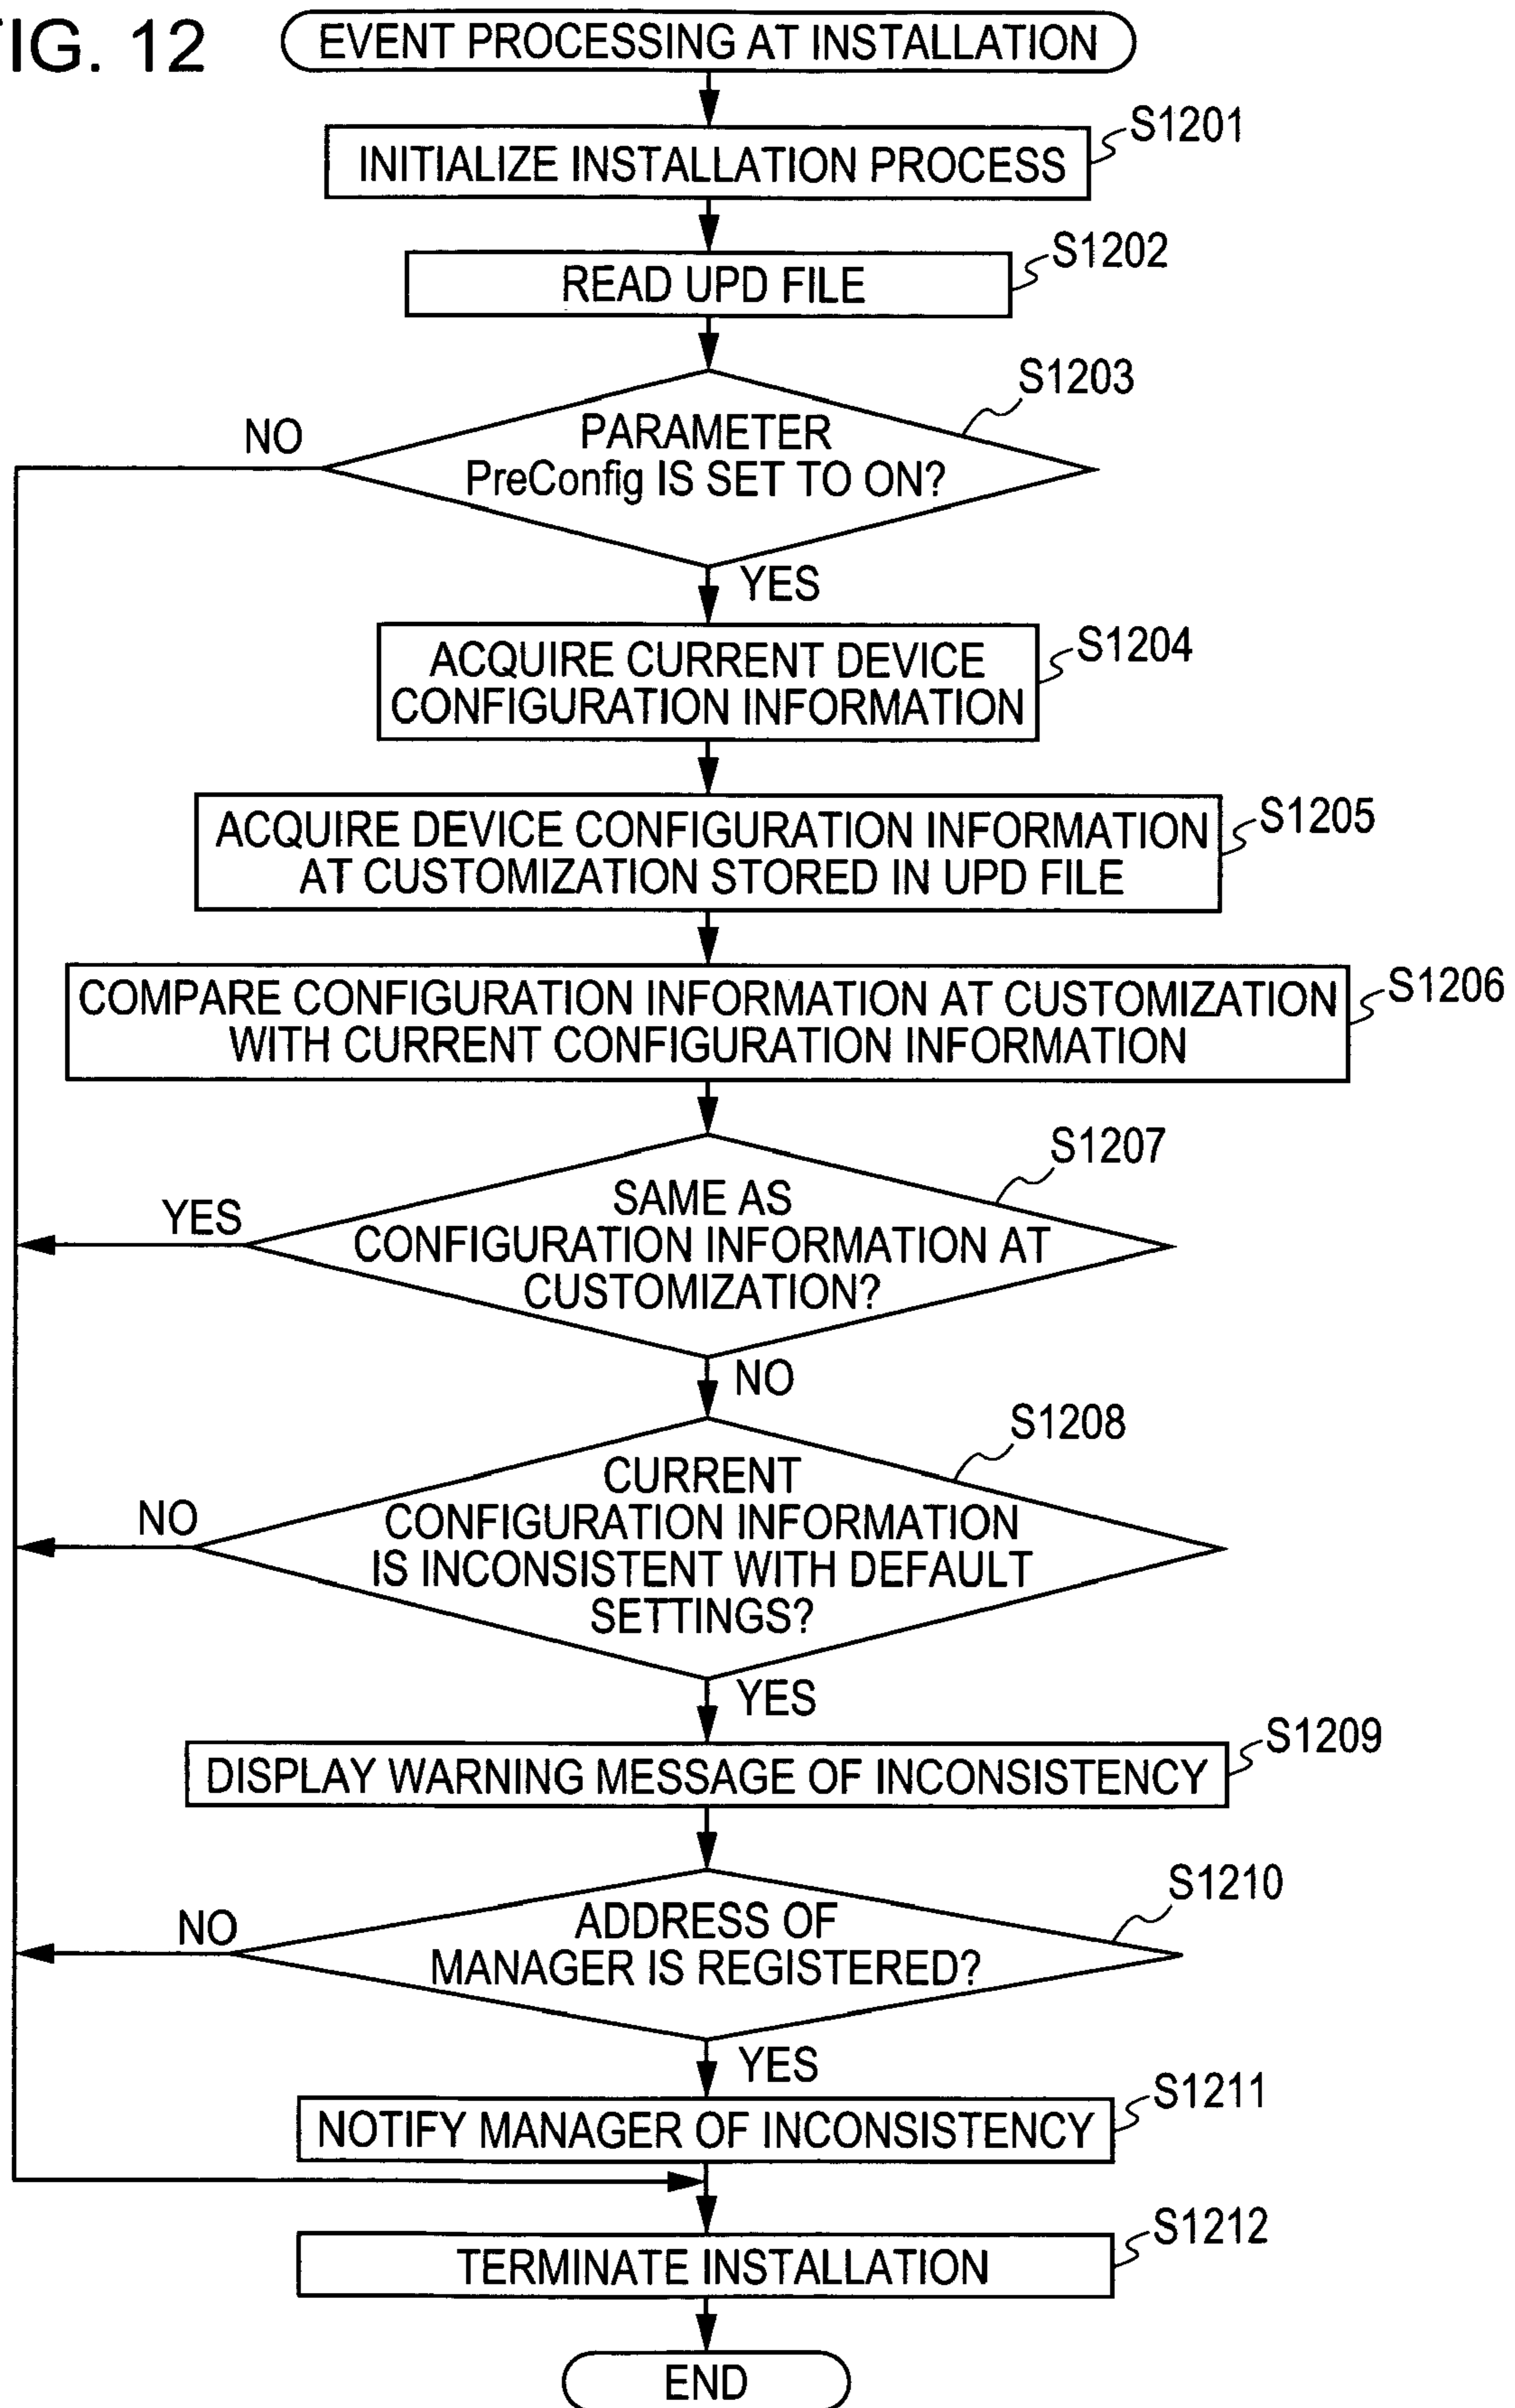 FIG. 12
EVENT PROCESSING AT INSTALLATION
S1201
INITIALIZE INSTALLATION PROCESS
S1202
READ UPD FILE
S1203
NO
PARAMETER
PreConfig IS SET TO ON?
YES
S1204
ACQUIRE CURRENT DEVICE
CONFIGURATION INFORMATION
S1205
ACQUIRE DEVICE CONFIGURATION INFORMATION
AT CUSTOMIZATION STORED IN UPD FILE
S1206
COMPARE CONFIGURATION INFORMATION AT CUSTOMIZATION
WITH CURRENT CONFIGURATION INFORMATION
S1207
YES
SAME AS
CONFIGURATION INFORMATION AT
CUSTOMIZATION?
NO
S1208
NO
CURRENT
CONFIGURATION INFORMATION
IS INCONSISTENT WITH DEFAULT
SETTINGS?
YES
S1209
DISPLAY WARNING MESSAGE OF INCONSISTENCY
S1210
NO
ADDRESS OF
MANAGER IS REGISTERED?
YES
S1211
NOTIFY MANAGER OF INCONSISTENCY
S1212
TERMINATE INSTALLATION
END